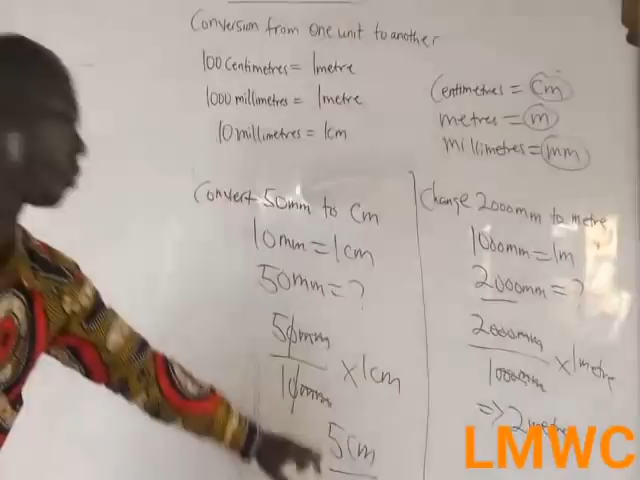 Conversion from one unit to another
100 Centimetres = 1metre
1000 millimetres = 1metre
10 millimetres = 1cm
Centimetres = cm
metres = m
millimetres = mm
Convert 50mm to cm
10mm = 1cm
50mm = ?
50mm
10mm
x 1cm
5cm
Change 2000mm to metre
1000mm = 1m
2000mm = ?
2000mm
1000mm
x 1metre
=> 2metre
LMWC